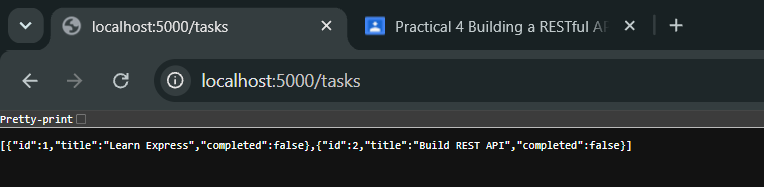 localhost:5000/tasks
Practical 4 Building a RESTful AP
localhost:5000/tasks
Pretty-print
[{"id":1,"title":"Learn Express","completed":false},{"id":2,"title":"Build REST API","completed":false}]